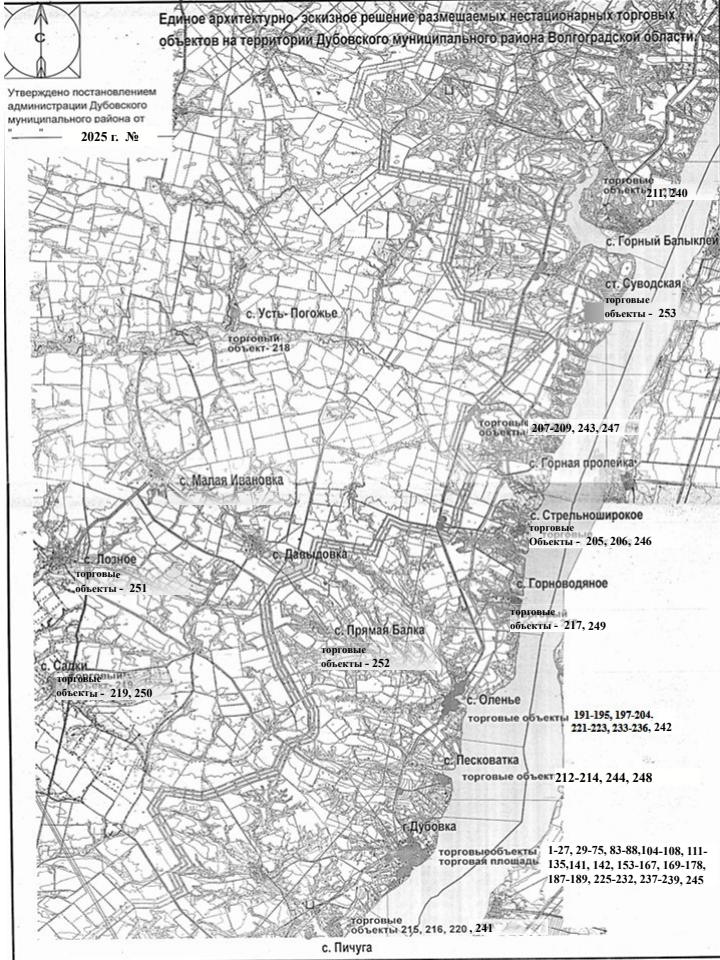 Единое архитектурно- эскизное решение размещаемых нестационарных торговых
объектов на территории Дубовского муниципального района Волгоградской области.
С
Утверждено постановлением
администрации Дубовского
муниципального района от
"      "
2025 г.  №
торговые
объекты 211, 240
с. Горный Балыклей
ст. Суводская
торговые
объекты -  253
с. Усть- Погожье
торговый
объект- 218
торговые
объекты 207-209, 243, 247
с. Горная пролейка
с. Малая Ивановка
с. Стрельноширокое
торговые
Объекты -  205, 206, 246
с. Давыдовка
с. Лозное
торговые
объекты -  251
с. Горноводяное
торговые
объекты - 217, 249
с. Прямая Балка
торговые
объекты - 252
с. Садки
торговые
объекты -  219, 250
с. Оленье
торговые объекты 191-195, 197-204.
221-223, 233-236, 242
с. Песковатка
торговые объект 212-214, 244, 248
г.Дубовка
торговыеобъекты
торговая площадь
1-27, 29-75, 83-88,104-108, 111-
135,141, 142, 153-167, 169-178,
187-189, 225-232, 237-239, 245
торговые
объекты 215, 216, 220 , 241
с. Пичуга